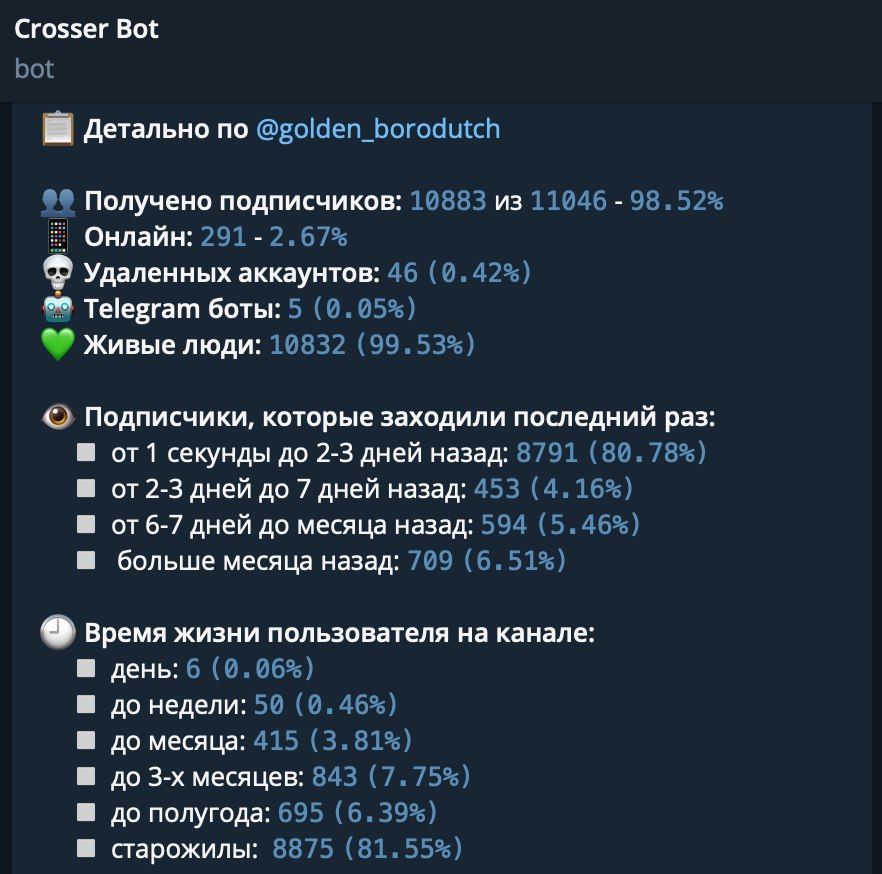 Crosser Bot
bot
Детально по @golden_borodutch
Получено подписчиков: 10883 из 11046 - 98.52%
Онлайн: 291 - 2.67%
Удаленных аккаунтов: 46 (0.42%)
Telegram боты: 5 (0.05%)
Живые люди: 10832 (99.53%)
Подписчики, которые заходили последний раз:
от 1 секунды до 2-3 дней назад: 8791 (80.78%)
от 2-3 дней до 7 дней назад: 453 (4.16%)
от 6-7 дней до месяца назад: 594 (5.46%)
больше месяца назад: 709 (6.51%)
Время жизни пользователя на канале:
день: 6 (0.06%)
до недели: 50 (0.46%)
до месяца: 415 (3.81%)
до 3-х месяцев: 843 (7.75%)
до полугода: 695 (6.39%)
старожилы: 8875 (81.55%)